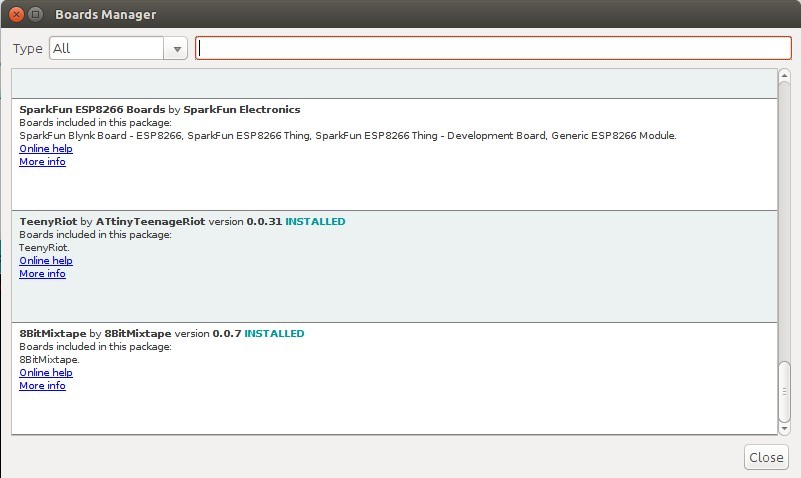 Boards Manager
Type All
SparkFun ESP8266 Boards by SparkFun Electronics
Boards included in this package:
SparkFun Blynk Board - ESP8266, SparkFun ESP8266 Thing, SparkFun ESP8266 Thing - Development Board, Generic ESP8266 Module.
Online help
More info
TeenyRiot by ATtinyTeenageRiot version 0.0.31 INSTALLED
Boards included in this package:
TeenyRiot.
Online help
More info
8BitMixtape by 8BitMixtape version 0.0.7 INSTALLED
Boards included in this package:
8BitMixtape.
Online help
More info
Close